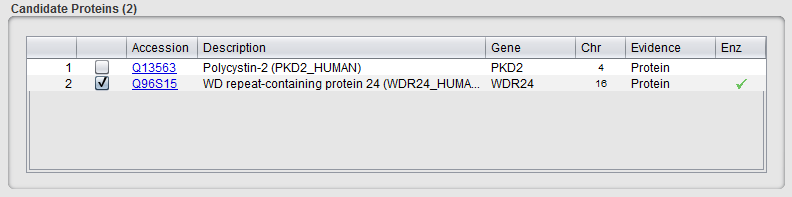 Candidate Proteins (2)
Accession Description Gene Chr Evidence Enz
1 Q13563 Polycystin-2 (PKD2_HUMAN) PKD2 4 Protein
2 Q96S15 WD repeat-containing protein 24 (WDR24_HUMA... WDR24 16 Protein